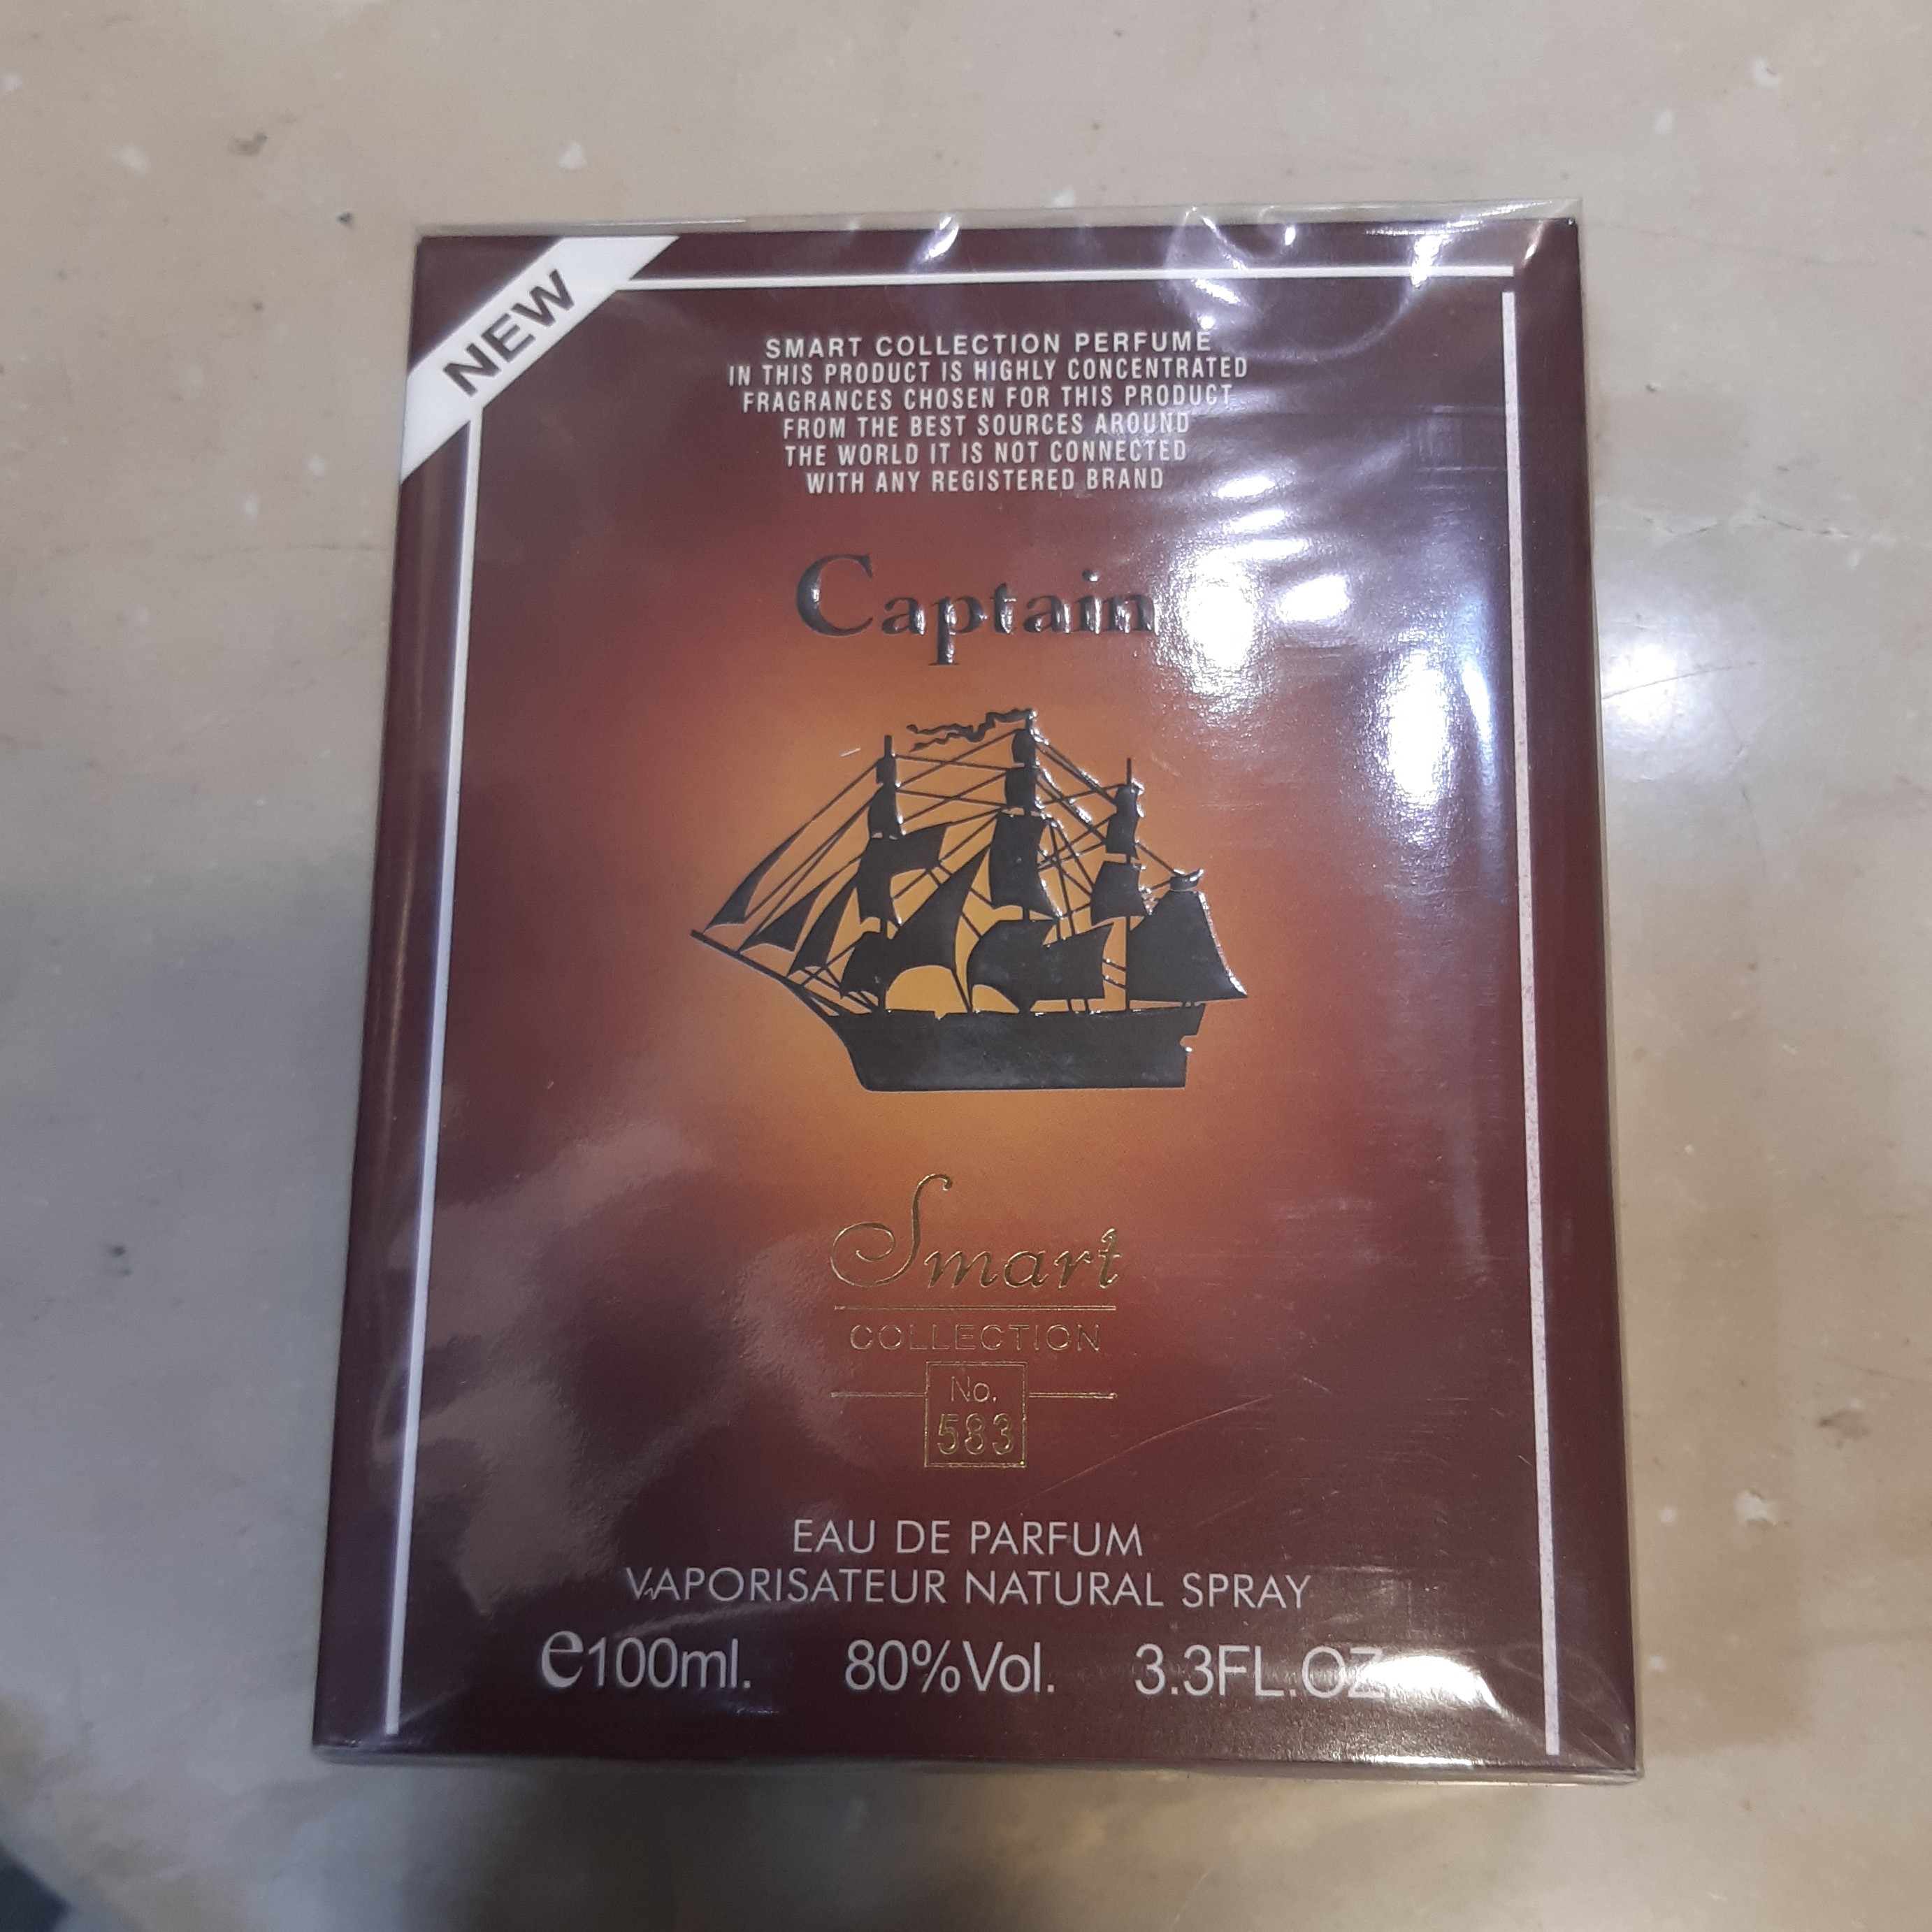 NEW
SMART COLLECTION PERFUME
IN THIS PRODUCT IS HIGHLY CONCENTRATED
FRAGRANCES CHOSEN FOR THIS PRODUCT
FROM THE BEST SOURCES AROUND
THE WORLD IT IS NOT CONNECTED
WITH ANY REGISTERED BRAND
Captain
Smart
COLLECTION
No.
583
EAU DE PARFUM
VAPORISATEUR NATURAL SPRAY
e100ml. 80%Vol. 3.3FL.OZ